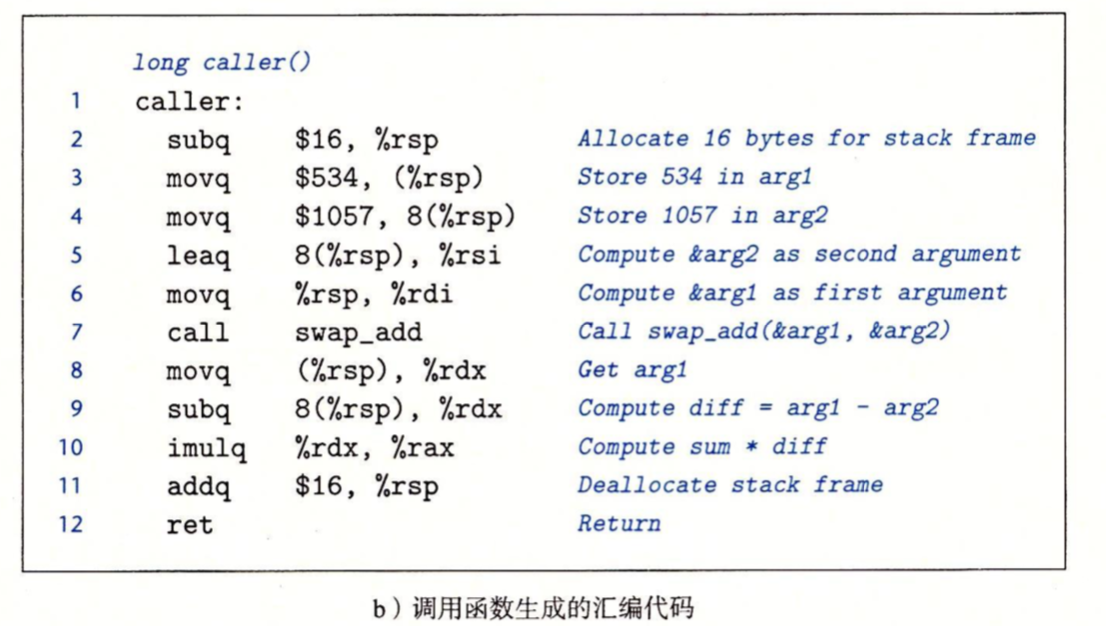 long caller()
1 caller:
2 subq $16, %rsp Allocate 16 bytes for stack frame
3 movq $534, (%rsp) Store 534 in arg1
4 movq $1057, 8(%rsp) Store 1057 in arg2
5 leaq 8(%rsp), %rsi Compute &arg2 as second argument
6 movq %rsp, %rdi Compute &arg1 as first argument
7 call swap_add Call swap_add(&arg1, &arg2)
8 movq (%rsp), %rdx Get arg1
9 subq 8(%rsp), %rdx Compute diff = arg1 - arg2
10 imulq %rdx, %rax Compute sum * diff
11 addq $16, %rsp Deallocate stack frame
12 ret Return
b）调用函数生成的汇编代码